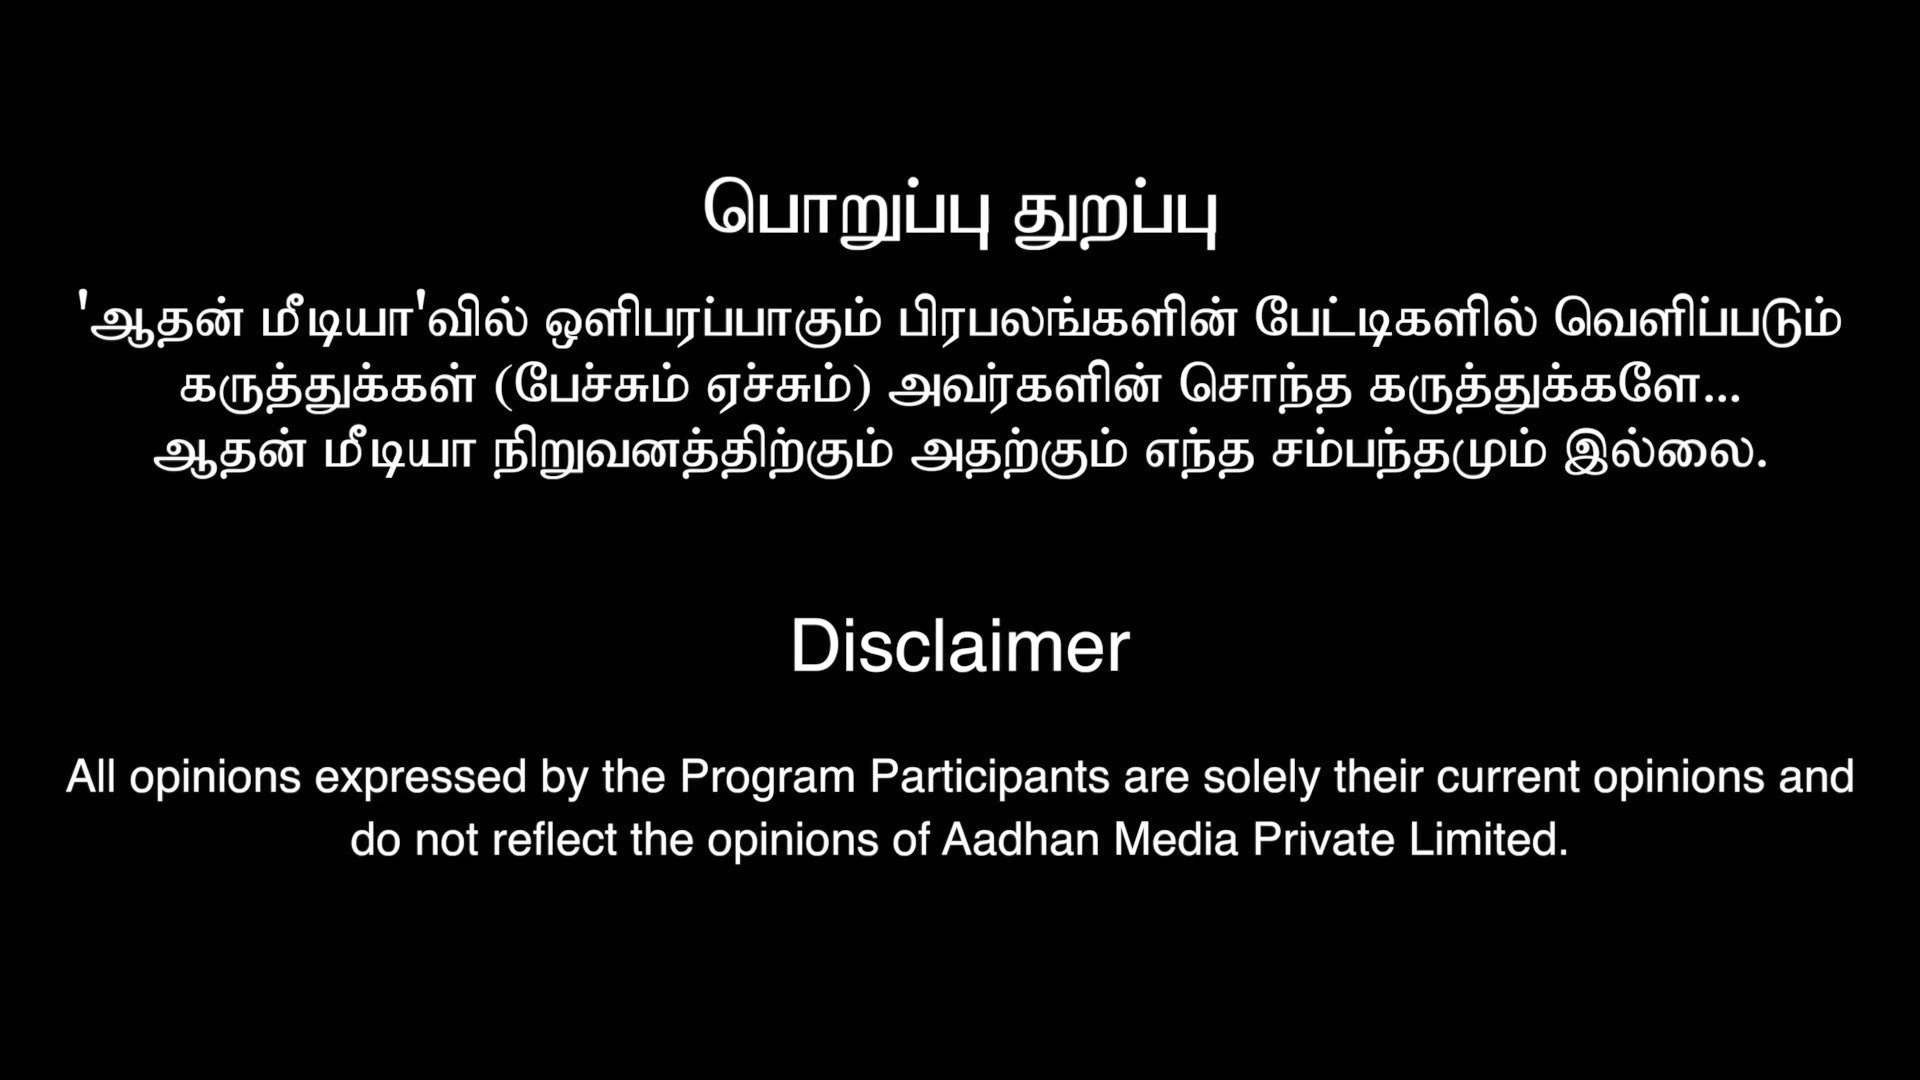 பொறுப்பு துறப்பு
'ஆதன் மீடியா'வில் ஒளிபரப்பாகும் பிரபலங்களின் பேட்டிகளில் வெளிப்படும்
கருத்துக்கள் (பேச்சும் ஏச்சும்) அவர்களின் சொந்த கருத்துக்களே...
ஆதன் மீடியா நிறுவனத்திற்கும் அதற்கும் எந்த சம்பந்தமும் இல்லை.
Disclaimer
All opinions expressed by the Program Participants are solely their current opinions and
do not reflect the opinions of Aadhan Media Private Limited.